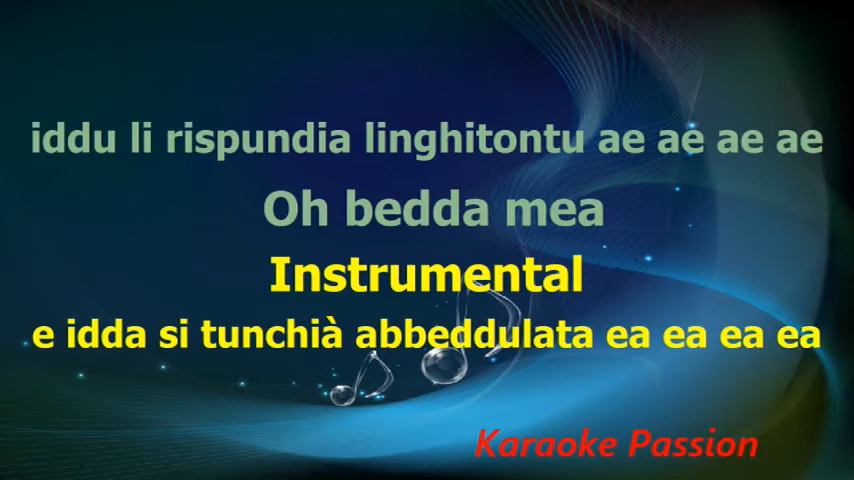 iddu li rispundia linghitontu ae ae ae ae
Oh bedda mea
Instrumental
e idda si tunchià abbeddulata ea ea ea ea
Karaoke Passion